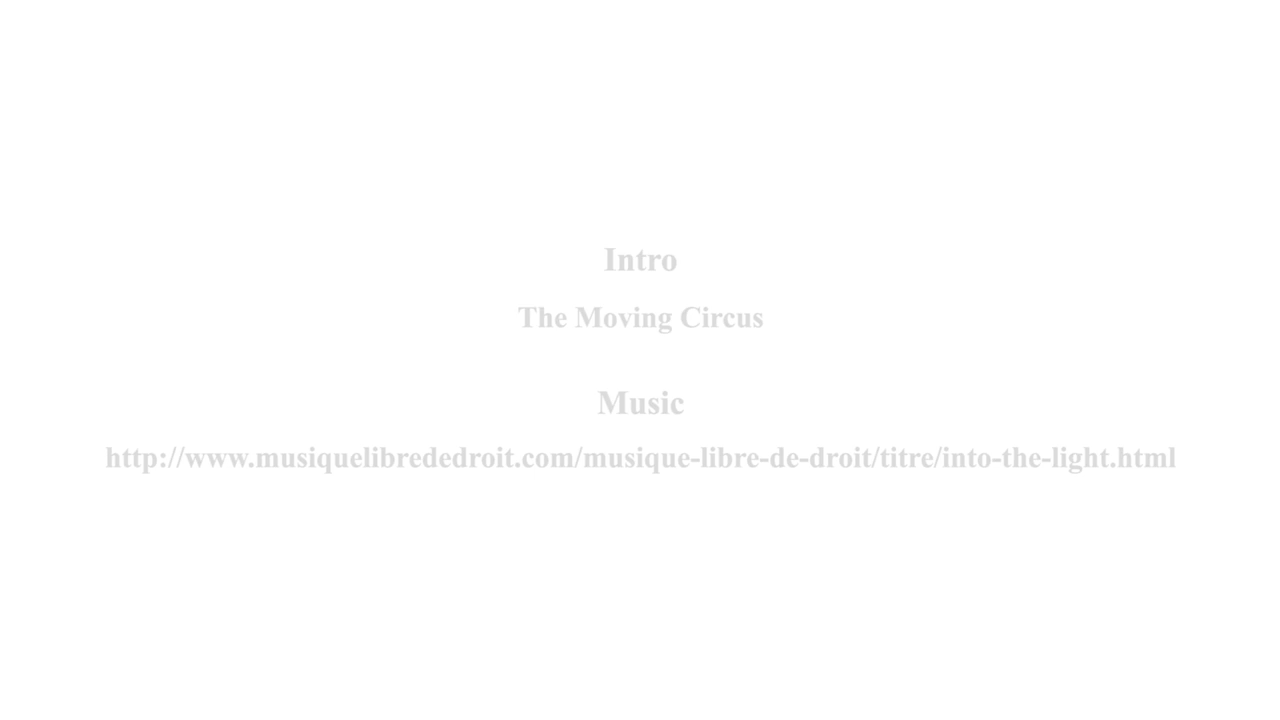 Intro
The Moving Circus
Music
http://www.musiquelibrededroit.com/musique-libre-de-droit/titre/into-the-light.html